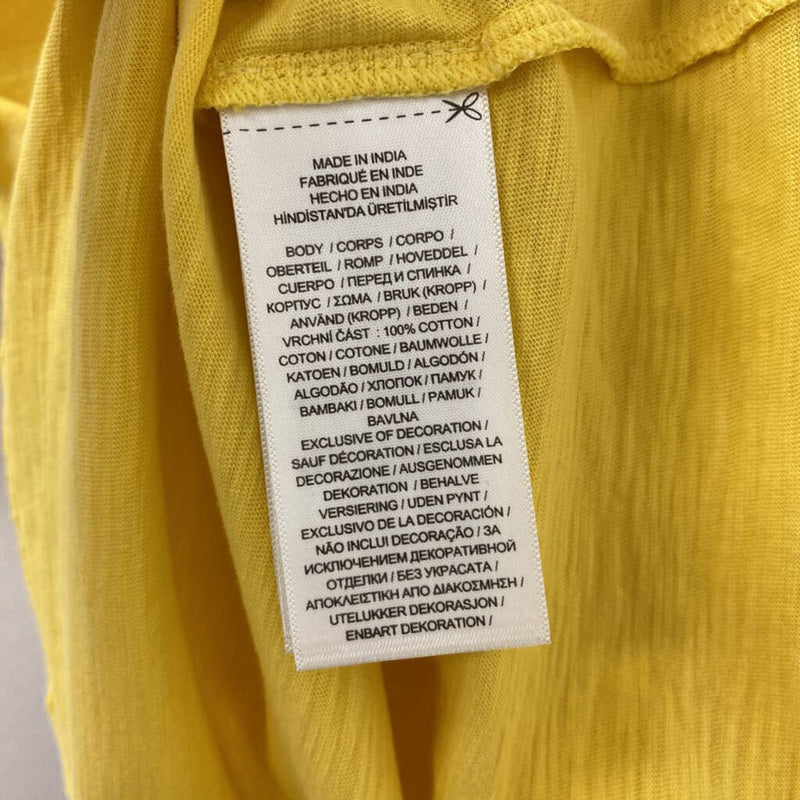 MADE IN INDIA
FABRIQUÉ EN INDE
HECHO EN INDIA
HİNDİSTAN'DA ÜRETİLMİŞTİR
BODY / CORPS / CORPO /
OBERTEIL / ROMP / HOVEDDEL /
CUERPO / ПЕРЕД И СПИНКА /
КОРПУС / ΣΩΜΑ / BRUK (KROPP) /
ANVÄND (KROPP) / BEDEN /
VRCHNÍ ČÁST : 100% COTTON /
COTON / COTONE / BAUMWOLLE /
KATOEN / BOMULD / ALGODÓN /
ALGODÃO / ХЛОПОК / ПАМУК /
BAMBAKI / BOMULL / PAMUK /
BAVLNA
EXCLUSIVE OF DECORATION /
SAUF DÉCORATION / ESCLUSA LA
DECORAZIONE / AUSGENOMMEN
DEKORATION / BEHALVE
VERSIERING / UDEN PYNT /
EXCLUSIVO DE LA DECORACIÓN /
NÃO INCLUI DECORAÇÃO / ЗА
ИСКЛЮЧЕНИЕМ ДЕКОРАТИВНОЙ
ОТДЕЛКИ / БЕЗ УКРАСАТА /
ΑΠΟΚΛΕΙΣΤΙΚΗ ΑΠΟ ΔΙΑΚΟΣΜΗΣΗ /
UTELUKKER DEKORASJON /
ENBART DEKORATION /